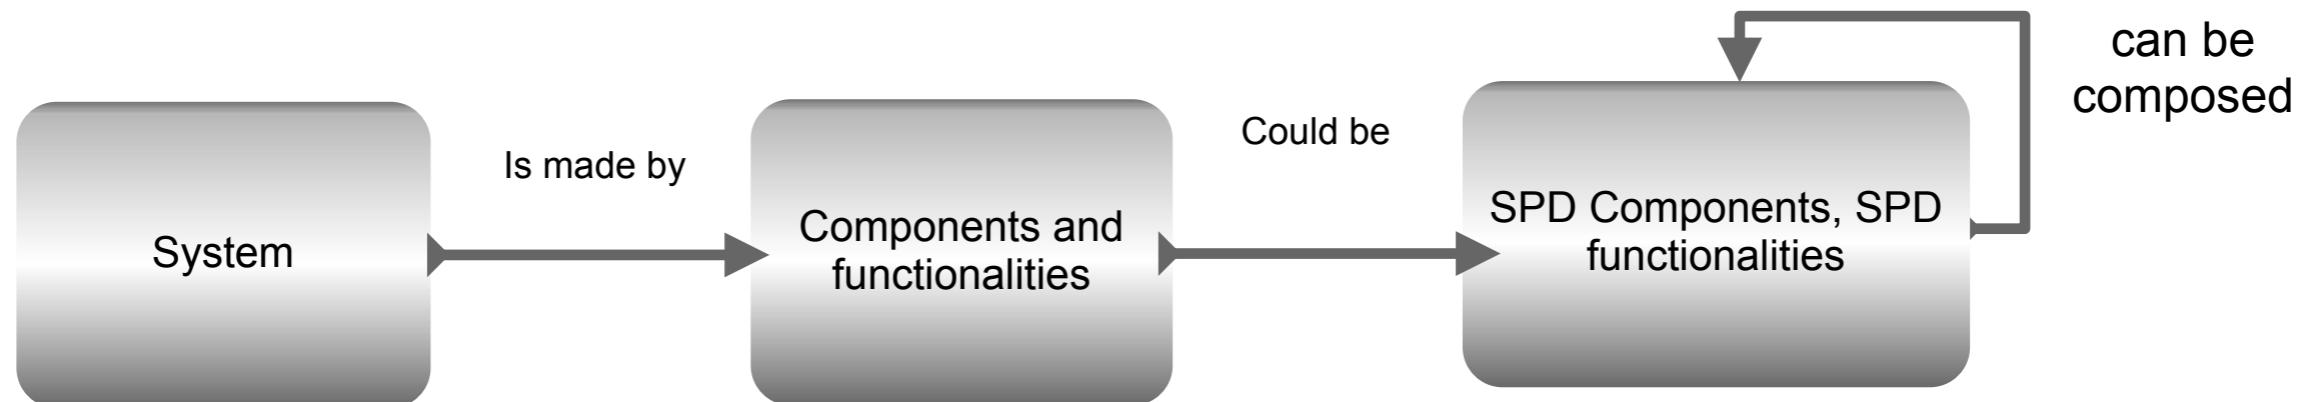 System
Is made by
Components and
functionalities
Could be
SPD Components, SPD
functionalities
can be
composed